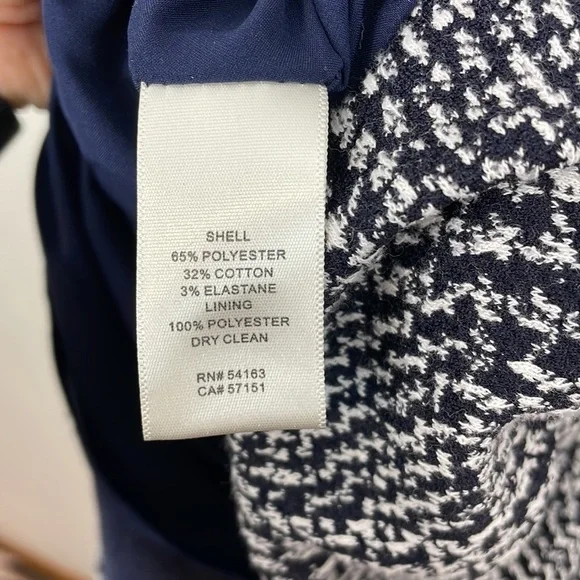 SHELL
65% POLYESTER
32% COTTON
3% ELASTANE
LINING
100% POLYESTER
DRY CLEAN
RN# 54163
CA# 57151